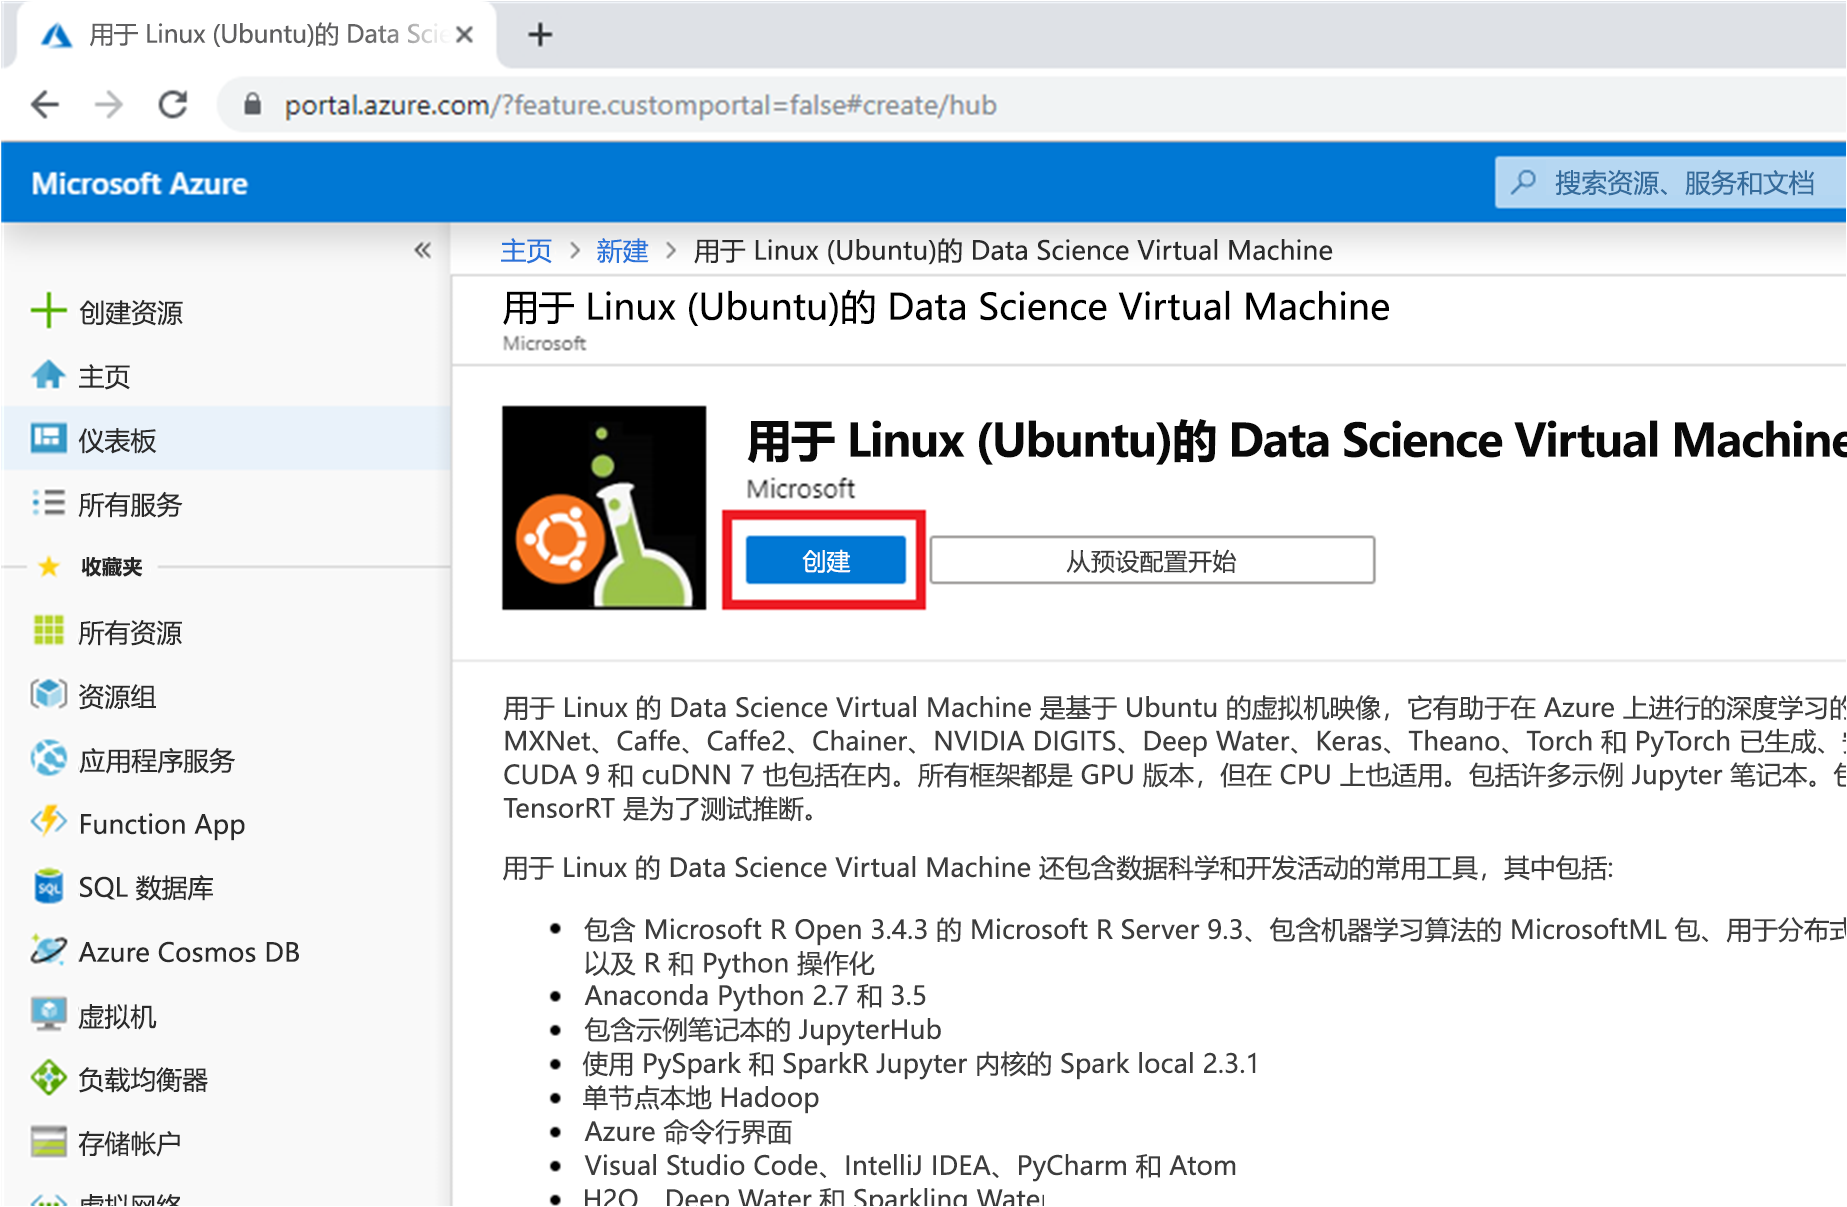 用于 Linux (Ubuntu)的 Data Scie
portal.azure.com/?feature.customportal=false#create/hub
Microsoft Azure
搜索资源、服务和文档
主页 > 新建 > 用于 Linux (Ubuntu)的 Data Science Virtual Machine
用于 Linux (Ubuntu)的 Data Science Virtual Machine
Microsoft
创建资源
主页
仪表板
所有服务
收藏夹
所有资源
资源组
应用程序服务
Function App
SQL 数据库
Azure Cosmos DB
虚拟机
负载均衡器
存储帐户
虚拟网络
用于 Linux (Ubuntu)的 Data Science Virtual Machine
Microsoft
创建
从预设配置开始
用于 Linux 的 Data Science Virtual Machine 是基于 Ubuntu 的虚拟机映像，它有助于在 Azure 上进行的深度学习的
MXNet、Caffe、Caffe2、Chainer、NVIDIA DIGITS、Deep Water、Keras、Theano、Torch 和 PyTorch 已生成、
CUDA 9 和 cuDNN 7 也包括在内。所有框架都是 GPU 版本，但在 CPU 上也适用。包括许多示例 Jupyter 笔记本。
TensorRT 是为了测试推断。
用于 Linux 的 Data Science Virtual Machine 还包含数据科学和开发活动的常用工具，其中包括:
• 包含 Microsoft R Open 3.4.3 的 Microsoft R Server 9.3、包含机器学习算法的 MicrosoftML 包、用于分布式
以及 R 和 Python 操作化
• Anaconda Python 2.7 和 3.5
• 包含示例笔记本的 JupyterHub
• 使用 PySpark 和 SparkR Jupyter 内核的 Spark local 2.3.1
• 单节点本地 Hadoop
• Azure 命令行界面
• Visual Studio Code、IntelliJ IDEA、PyCharm 和 Atom
• H2O、Deep Water 和 Sparkling Water